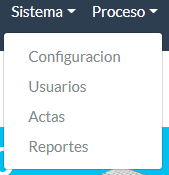 Sistema Proceso
Configuracion
Usuarios
Actas
Reportes